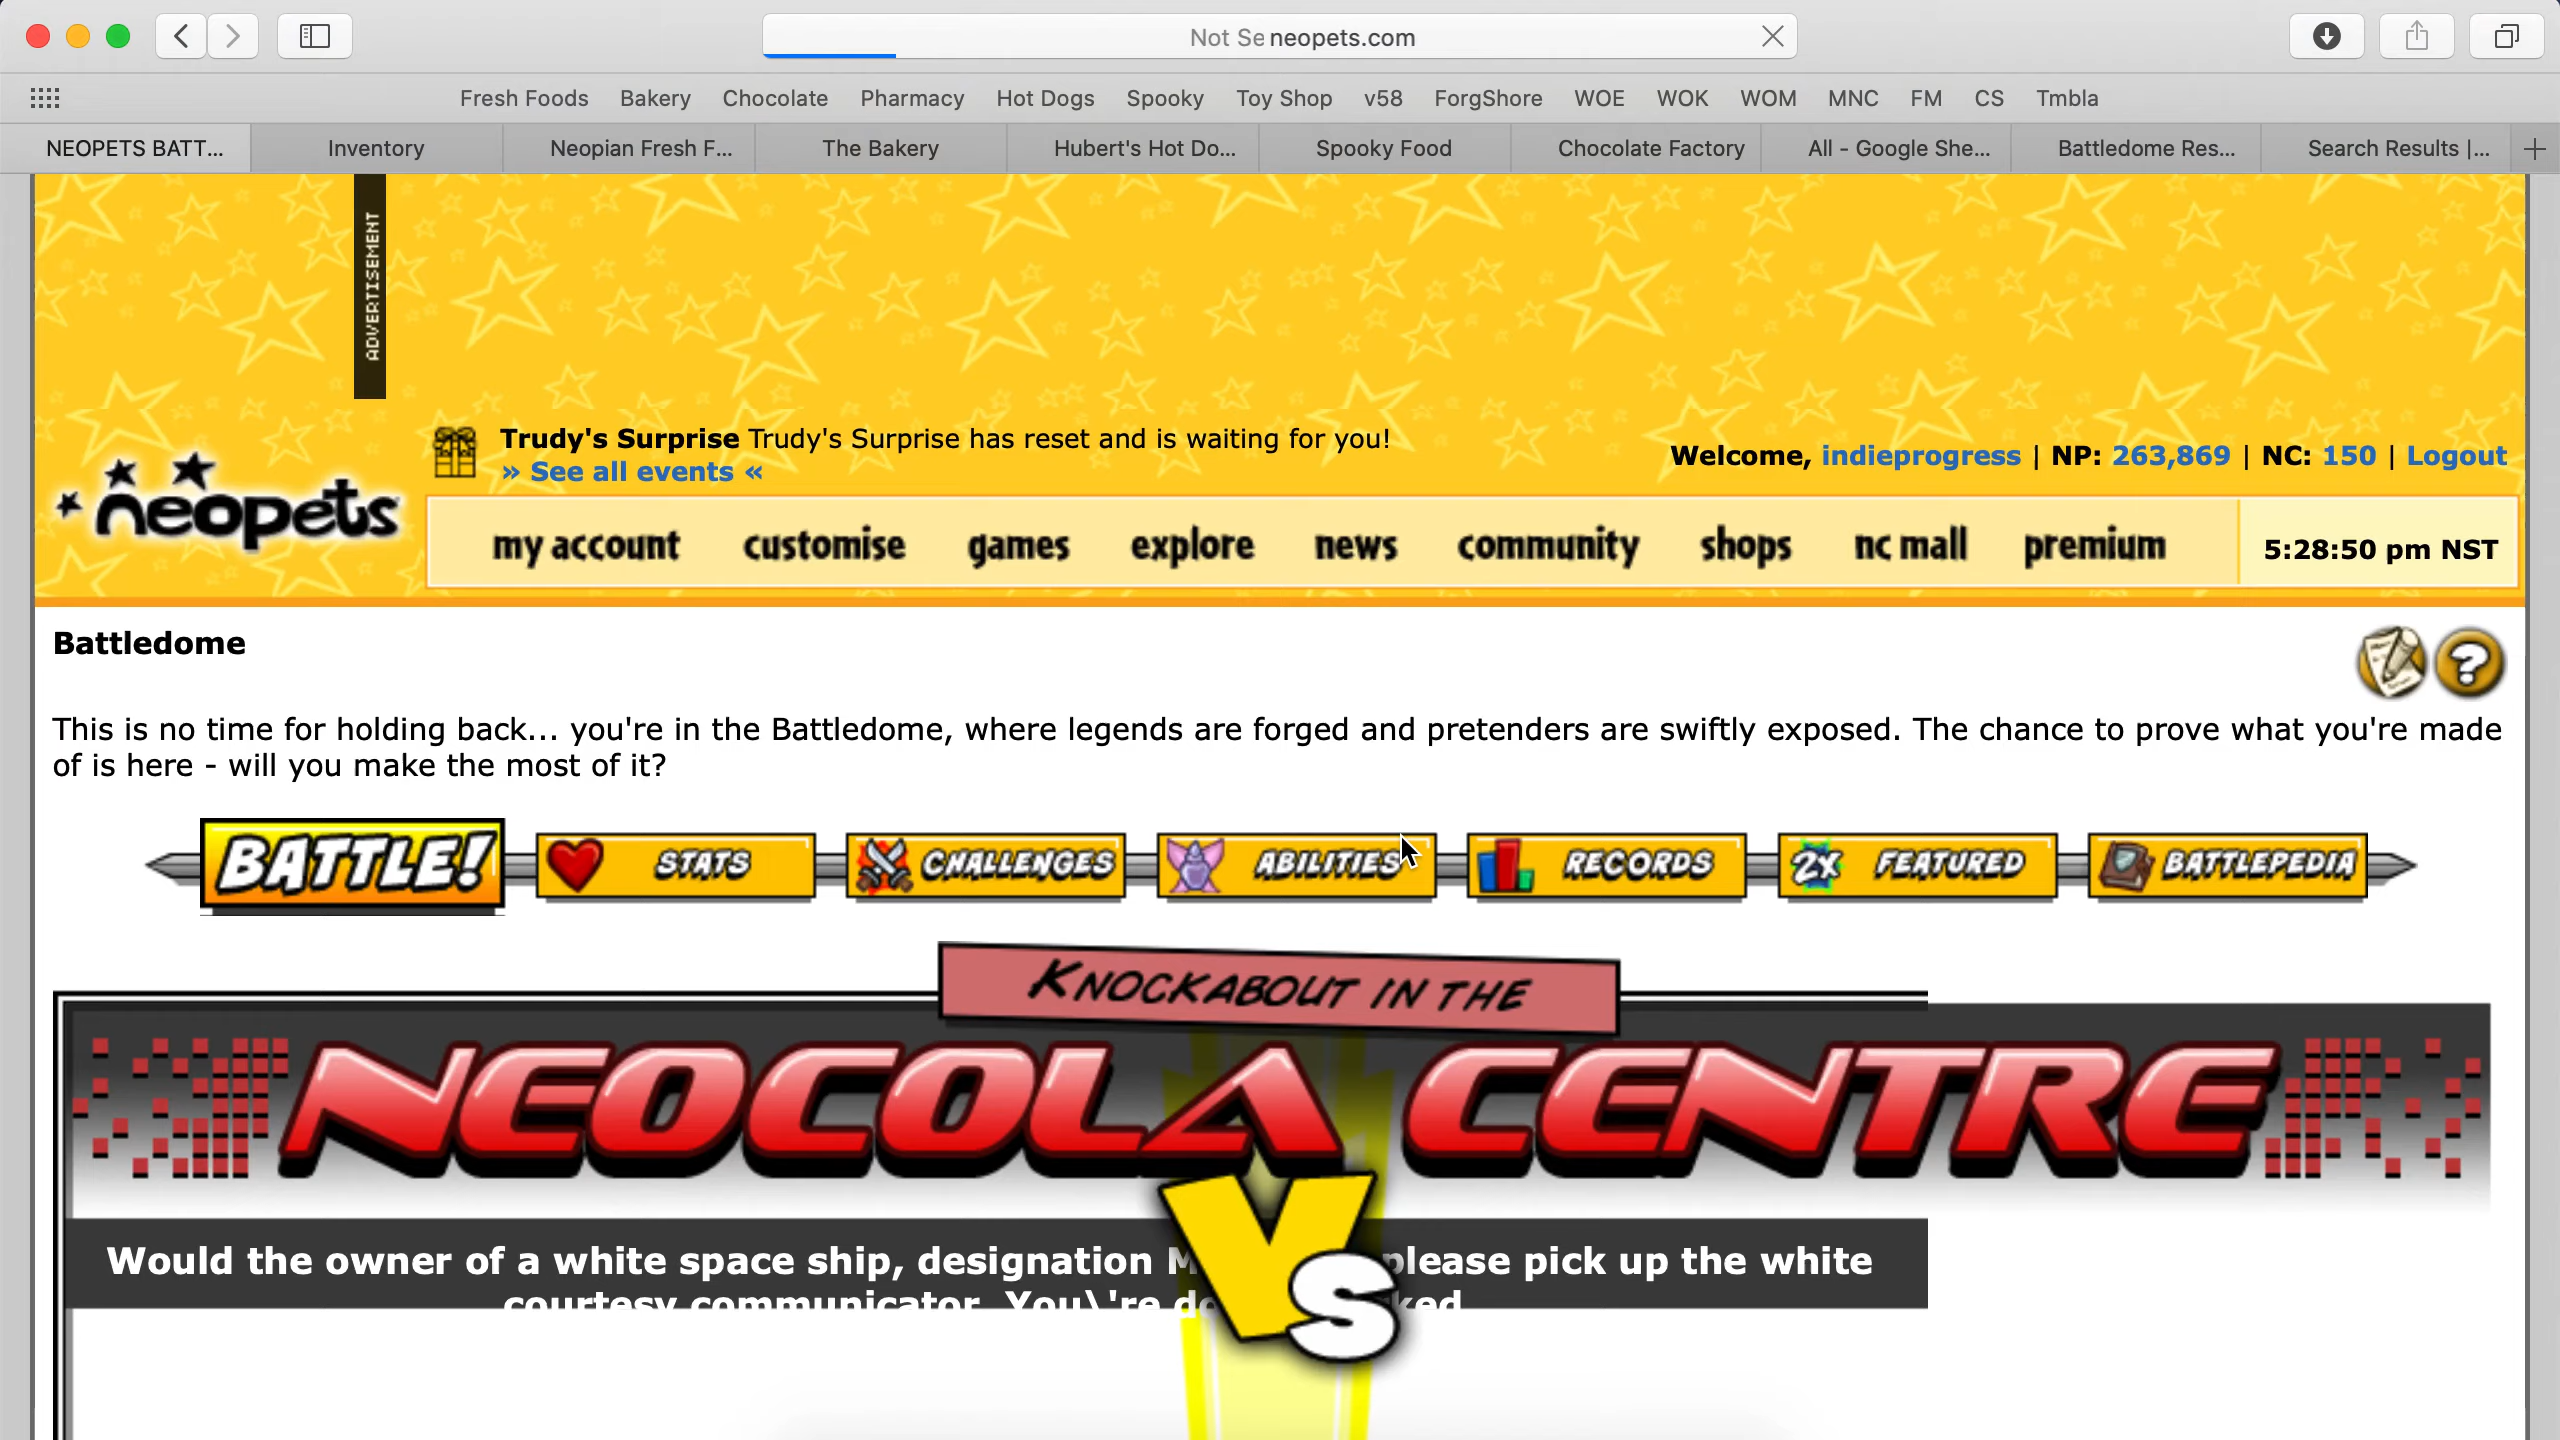 Not Se neopets.com
Fresh Foods Bakery Chocolate Pharmacy Hot Dogs Spooky Toy Shop v58 ForgShore WOE WOK WOM MNC FM CS Tmbla
NEOPETS BATT... Inventory Neopian Fresh F... The Bakery Hubert's Hot Do... Spooky Food Chocolate Factory All - Google She... Battledome Res... Search Results |...
ADVERTISEMENT
Trudy's Surprise Trudy's Surprise has reset and is waiting for you!
» See all events «
Welcome, indieprogress | NP: 263,869 | NC: 150 | Logout
neopets
my account customise games explore news community shops nc mall premium 5:28:50 pm NST
Battledome
This is no time for holding back... you're in the Battledome, where legends are forged and pretenders are swiftly exposed. The chance to prove what you're made
of is here - will you make the most of it?
BATTLE! STATS CHALLENGES ABILITIES RECORDS 2X FEATURED BATTLEPEDIA
KNOCKABOUT IN THE
NEOCOLA CENTRE
VS
Would the owner of a white space ship, designation please pick up the white
courtesy communicator. You\'re